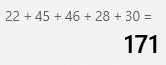 22 + 45 + 46 + 28 + 30 =
171